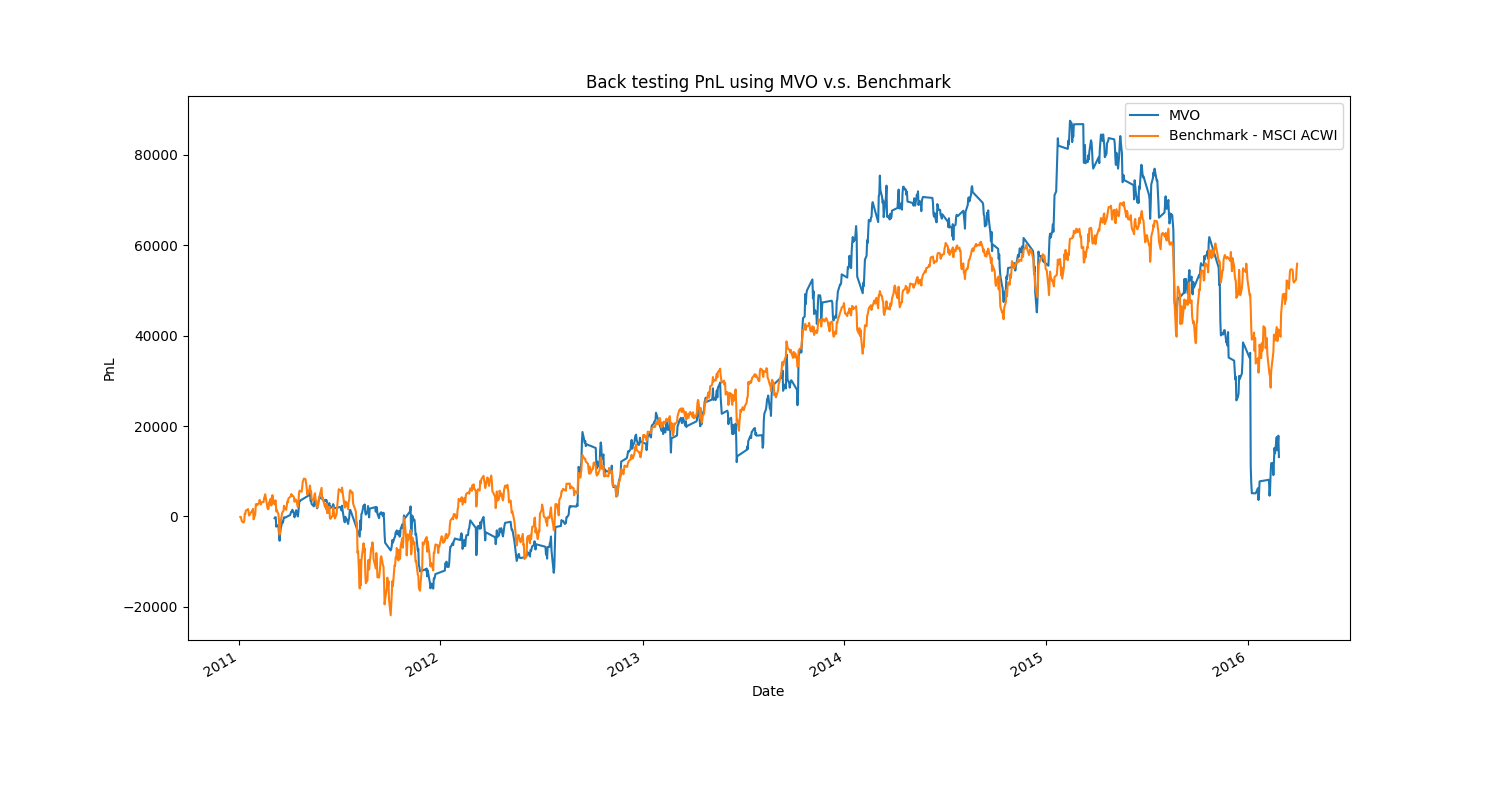 Back testing PnL using MVO v.s. Benchmark
MVO
Benchmark - MSCI ACWI
80000
60000
40000
20000
0
−20000
PnL
2011
2012
2013
2014
2015
2016
Date